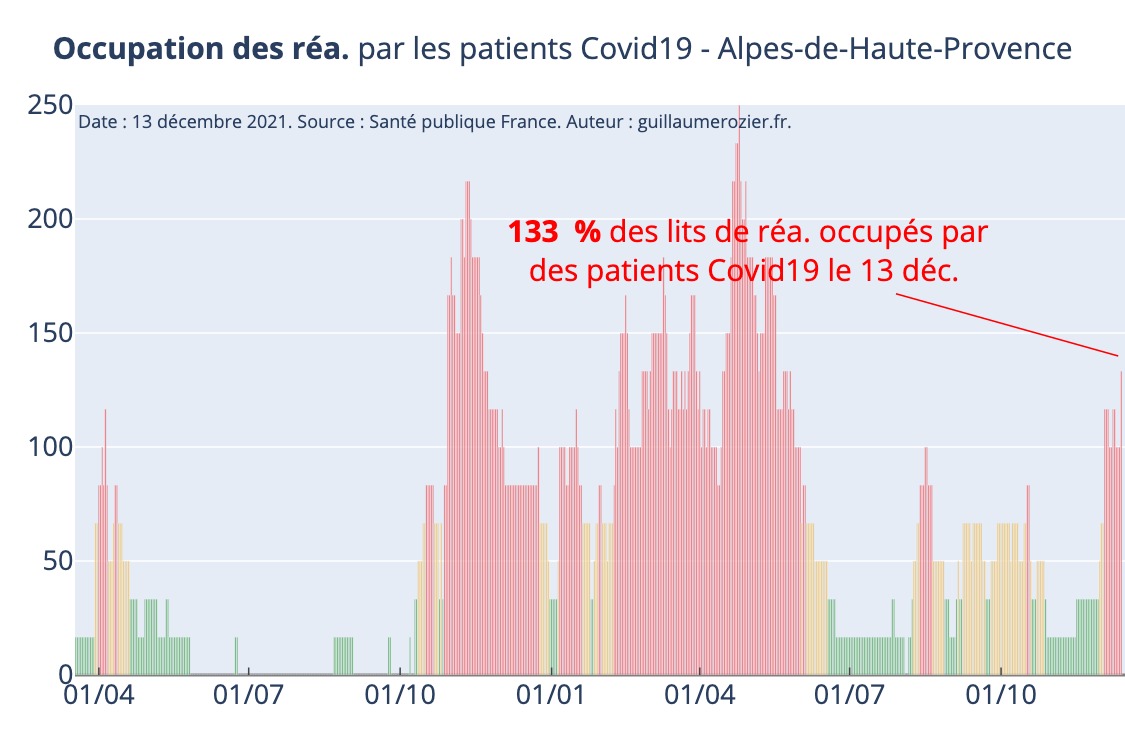 Occupation des réa. par les patients Covid19 - Alpes-de-Haute-Provence
250
Date : 13 décembre 2021. Source : Santé publique France. Auteur : guillaumerozier.fr.
200
133 % des lits de réa. occupés par
des patients Covid19 le 13 déc.
150
100
50
0
01/04 01/07 01/10 01/01 01/04 01/07 01/10